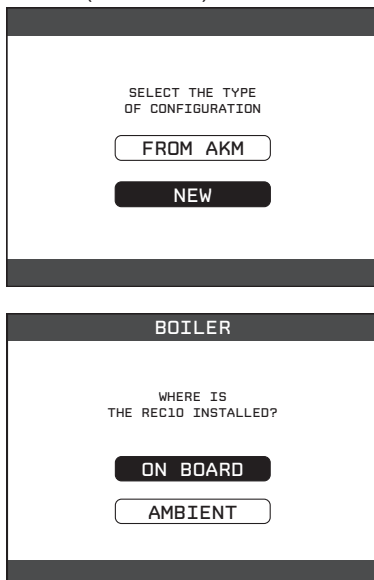 SELECT THE TYPE
OF CONFIGURATION
FROM AKM
NEW
BOILER
WHERE IS
THE REC10 INSTALLED?
ON BOARD
AMBIENT